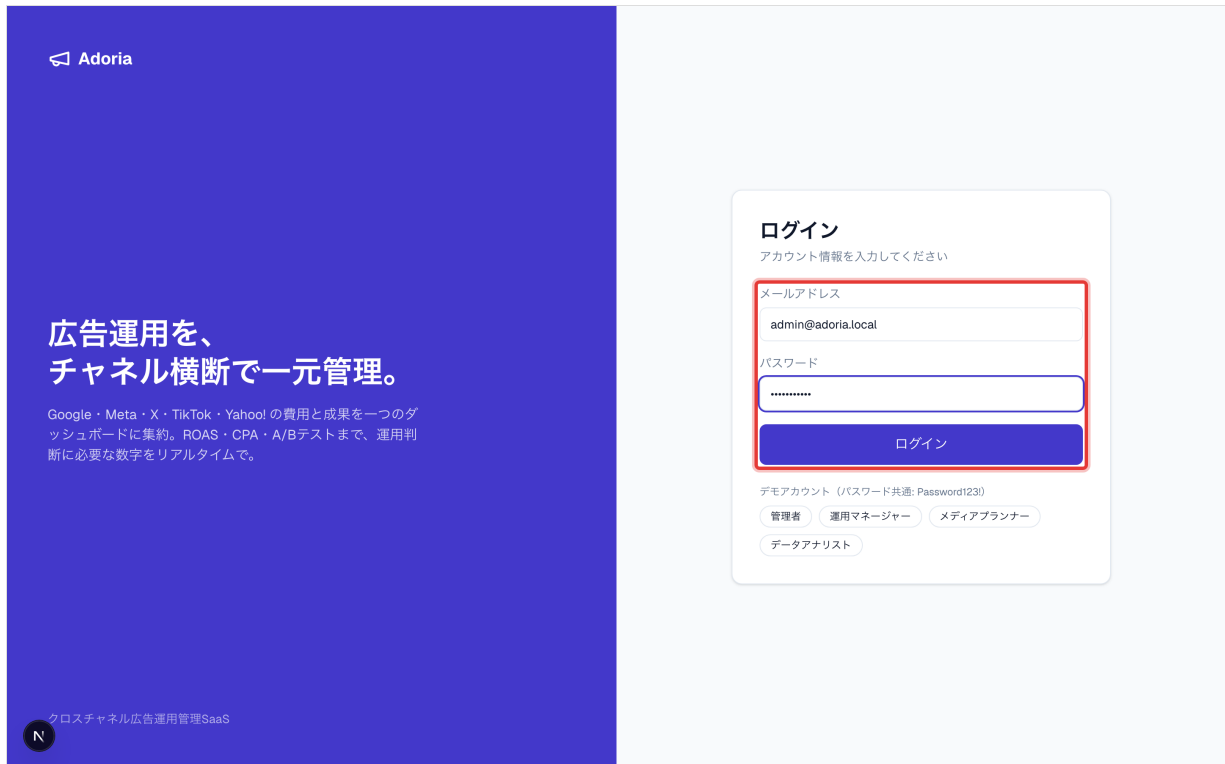 Adoria
広告運用を、
チャネル横断で一元管理。
Google・Meta・X・TikTok・Yahoo! の費用と成果を一つのダ
ッシュボードに集約。ROAS・CPA・A/Bテストまで、運用判
断に必要な数字をリアルタイムで。
クロスチャネル広告運用管理SaaS
N
ログイン
アカウント情報を入力してください
メールアドレス
admin@adoria.local
パスワード
•••••••••••
ログイン
デモアカウント（パスワード共通: Password123!）
管理者
運用マネージャー
メディアプランナー
データアナリスト